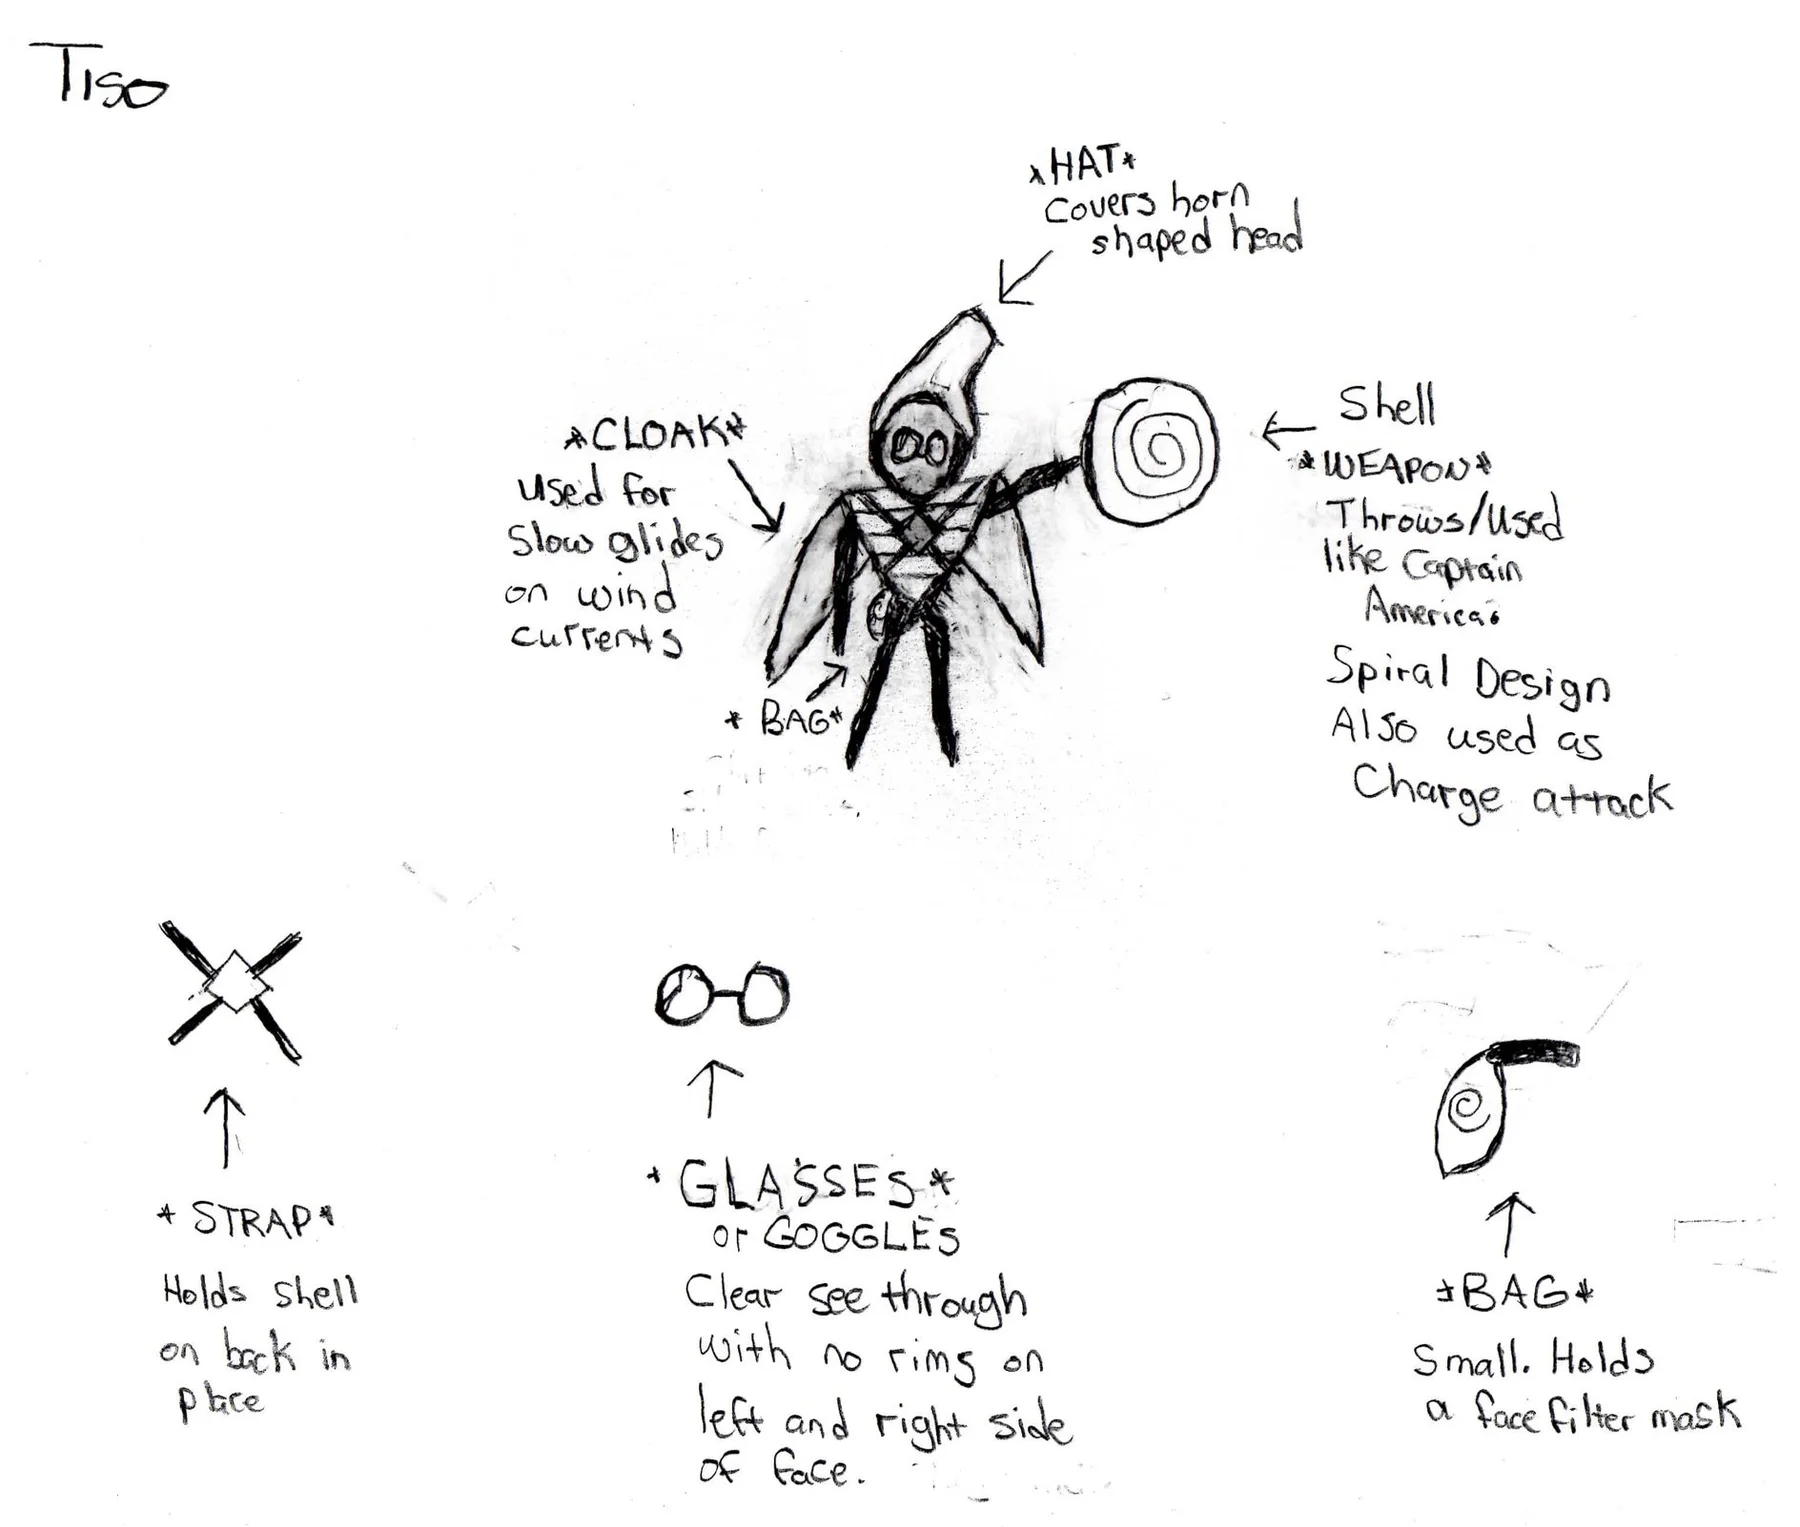 Tiso
*HAT*
Covers horn
shaped head
*CLOAK*
Used for
Slow glides
on wind
currents
Shell
*WEAPON*
Throws/Used
like Captain
America.
Spiral Design
Also used as
Charge attack
* BAG*
* STRAP*
Holds Shell
on back in
place
* GLASSES *
or GOGGLES
Clear see through
with no rims on
left and right side
of face.
*BAG*
Small. Holds
a face filter mask